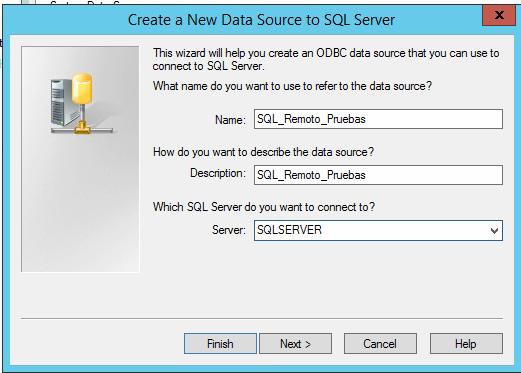 Create a New Data Source to SQL Server
x
This wizard will help you create an ODBC data source that you can use to
connect to SQL Server.
What name do you want to use to refer to the data source?
Name: SQL_Remoto_Pruebas
How do you want to describe the data source?
Description: SQL_Remoto_Pruebas
Which SQL Server do you want to connect to?
Server: SQLSERVER
Finish Next > Cancel Help